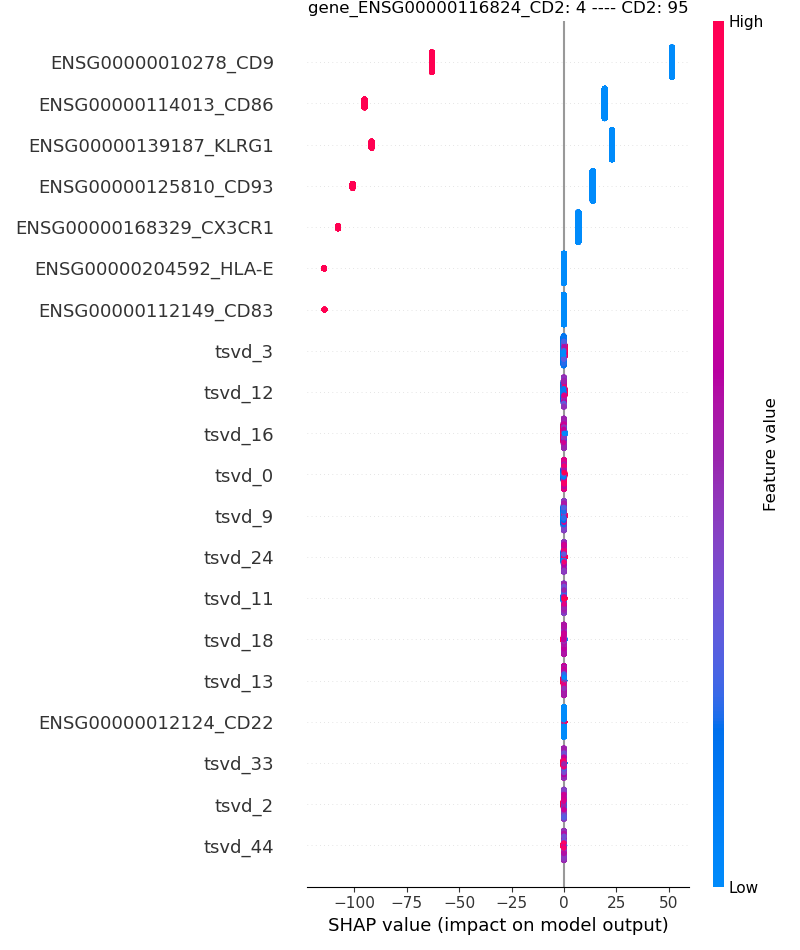 gene_ENSG00000116824_CD2: 4 ---- CD2: 95
High
ENSG00000010278_CD9
ENSG00000114013_CD86
ENSG00000139187_KLRG1
ENSG00000125810_CD93
ENSG00000168329_CX3CR1
ENSG00000204592_HLA-E
ENSG00000112149_CD83
tsvd_3
tsvd_12
tsvd_16
tsvd_0
tsvd_9
tsvd_24
tsvd_11
tsvd_18
tsvd_13
ENSG00000012124_CD22
tsvd_33
tsvd_2
tsvd_44
Feature value
Low
−100 −75 −50 −25 0 25 50
SHAP value (impact on model output)